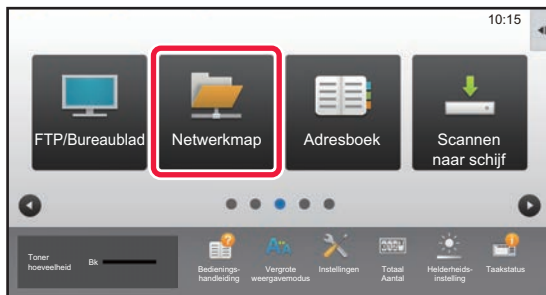 10:15
FTP/Bureaublad
Netwerkmap
Adresboek
Scannen
naar schijf
Toner
hoeveelheid
Bk
Bedienings-
handleiding
Vergrote
weergavemodus
Instellingen
Totaal
Aantal
Helderheids-
instelling
Taakstatus